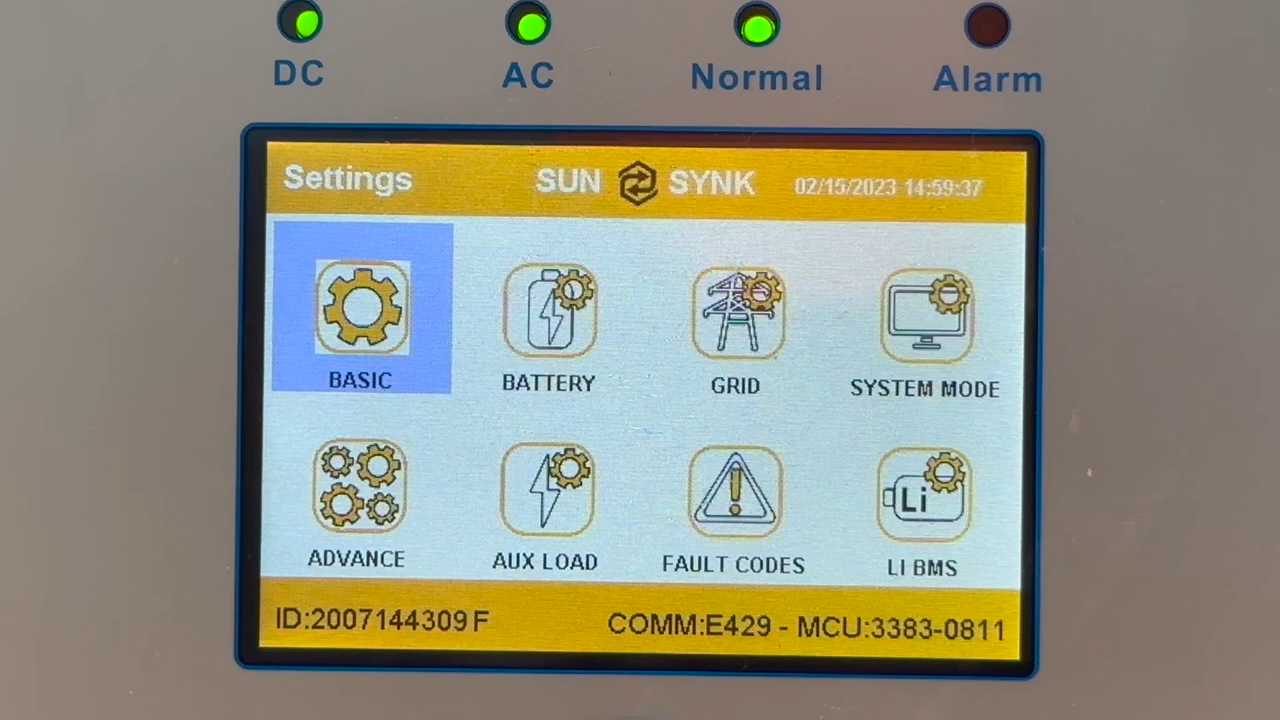 DC AC Normal Alarm
Settings SUN SYNK 02/15/2023 14:59:37
BASIC BATTERY GRID SYSTEM MODE
Li
ADVANCE AUX LOAD FAULT CODES LI BMS
ID:2007144309F COMM:E429 - MCU:3383-0811